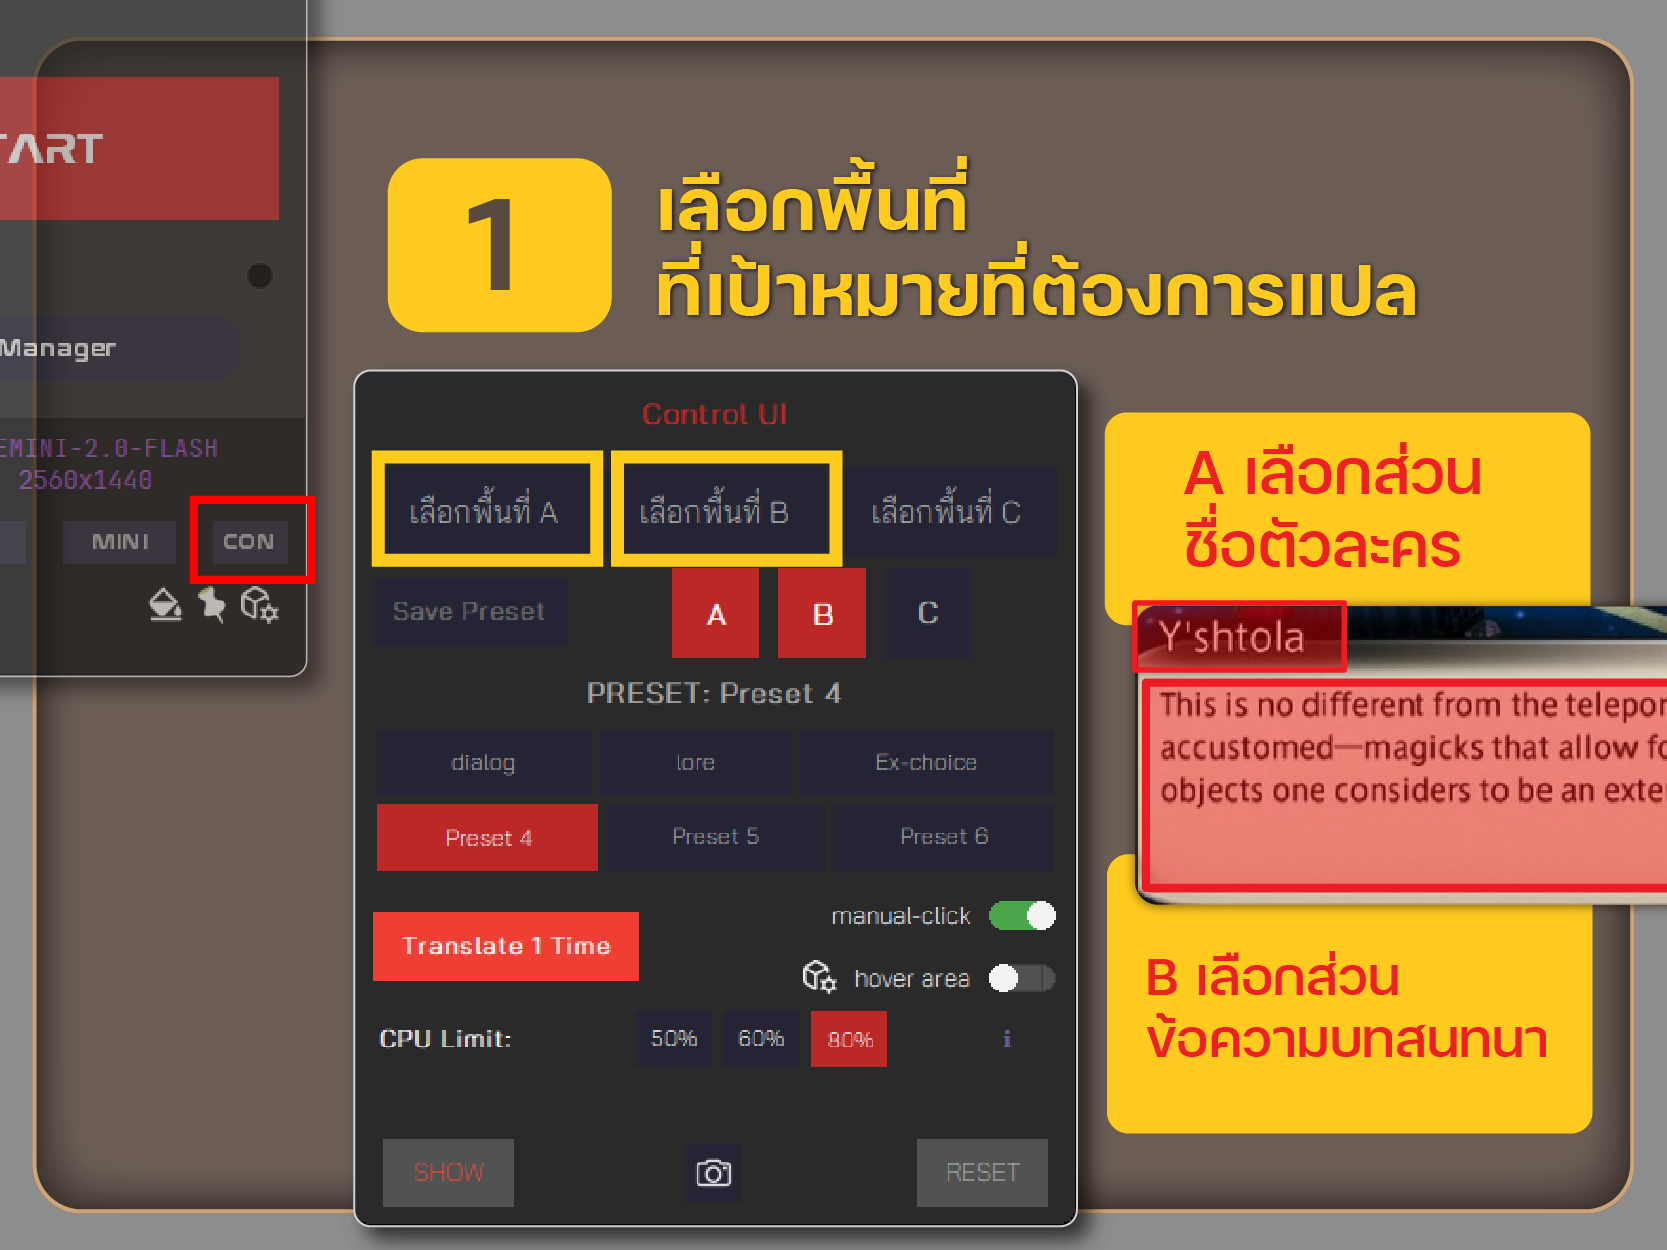 TART
Manager
EMINI-2.0-FLASH
2560x1440
MINI
CON
1
เลือกพื้นที่
ที่เป้าหมายที่ต้องการแปล
Control UI
เลือกพื้นที่ A
เลือกพื้นที่ B
เลือกพื้นที่ C
Save Preset
A
B
C
PRESET: Preset 4
dialog
lore
Ex-choice
Preset 4
Preset 5
Preset 6
Translate 1 Time
manual-click
hover area
CPU Limit:
50%
60%
80%
i
SHOW
RESET
A เลือกส่วน
ชื่อตัวละคร
Y'shtola
This is no different from the telepor
accustomed—magicks that allow fo
objects one considers to be an exte
B เลือกส่วน
ข้อความบทสนทนา